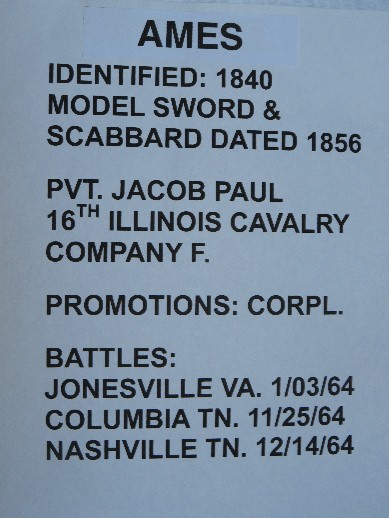 AMES
IDENTIFIED: 1840
MODEL SWORD &
SCABBARD DATED 1856
PVT. JACOB PAUL
16TH ILLINOIS CAVALRY
COMPANY F.
PROMOTIONS: CORPL.
BATTLES:
JONESVILLE VA. 1/03/64
COLUMBIA TN. 11/25/64
NASHVILLE TN. 12/14/64